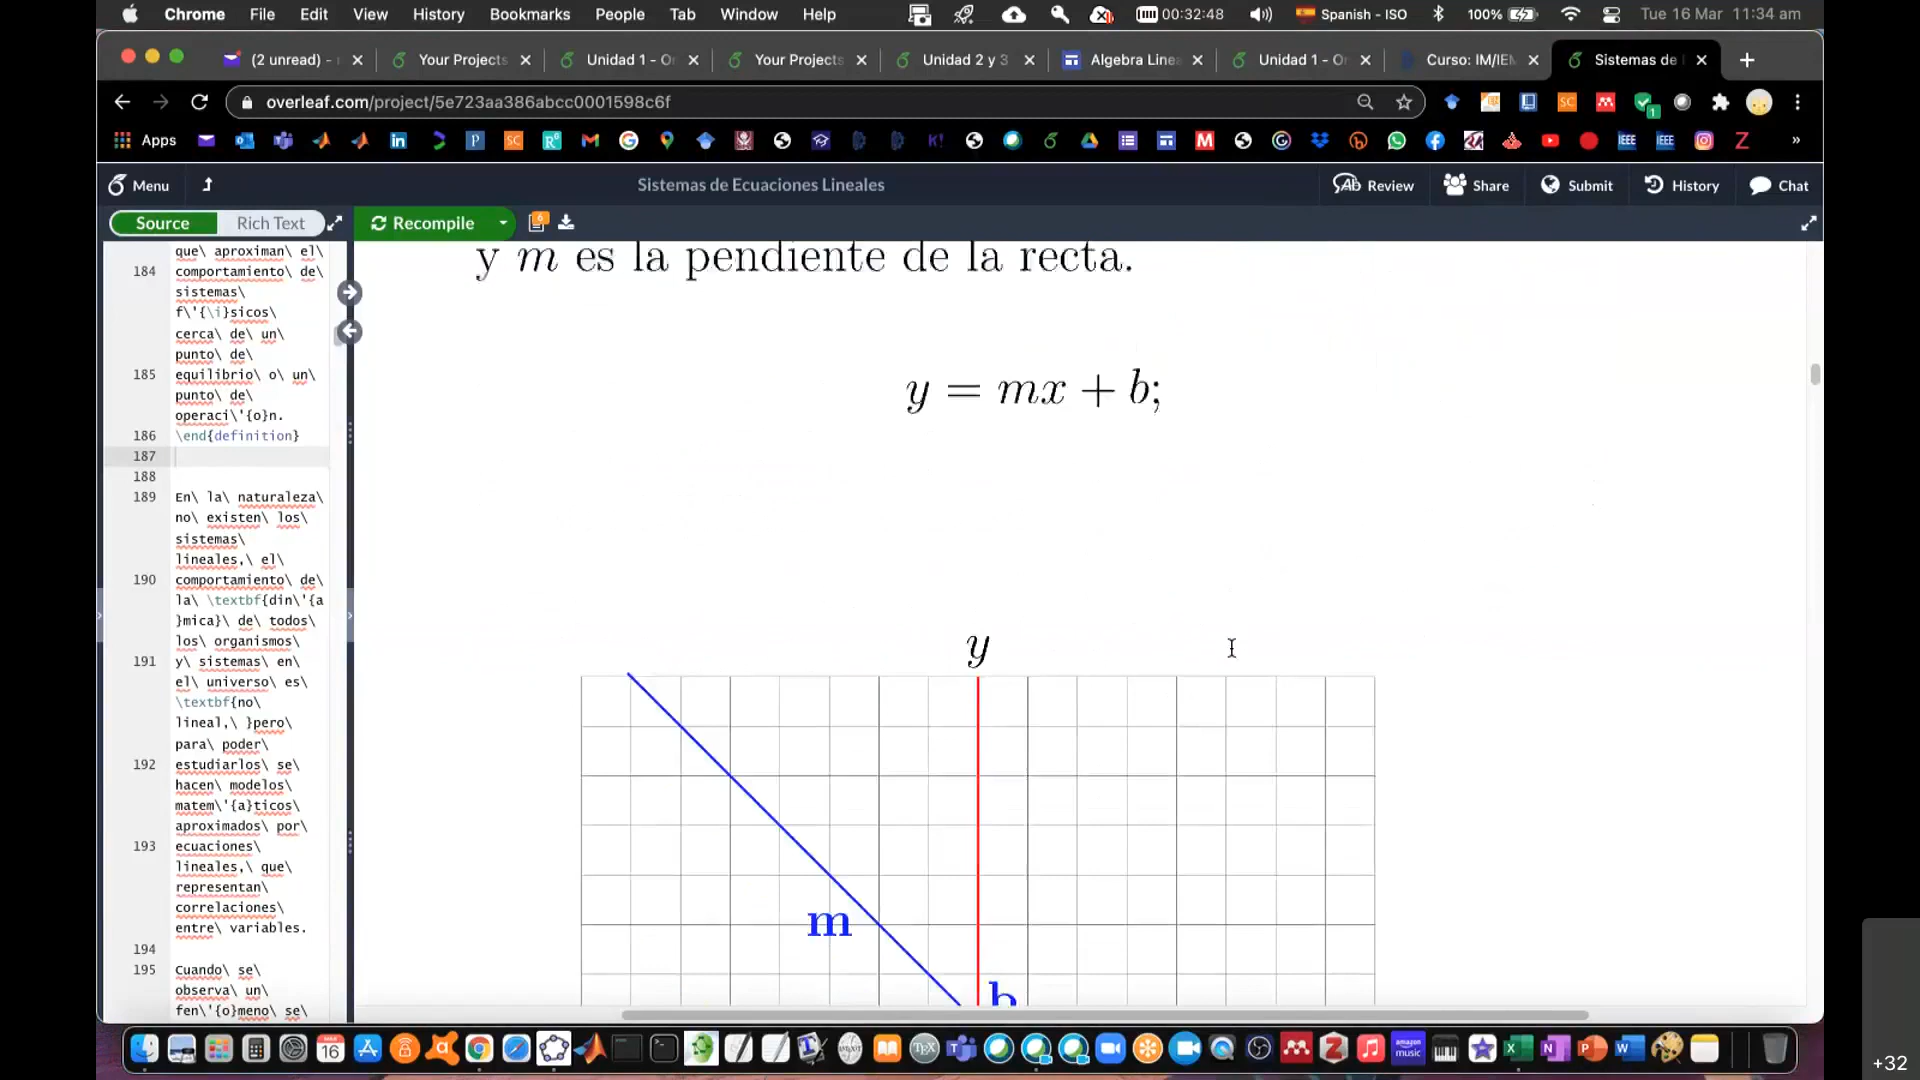 Chrome File Edit View History Bookmarks People Tab Window Help 00:32:48 Spanish - ISO 100% Tue 16 Mar 11:34 am
(2 unread) - Your Projects Unidad 1 - Or Your Projects Unidad 2 y 3 Algebra Linea Unidad 1 - Or Curso: IM/IEM Sistemas de
overleaf.com/project/5e723aa386abcc0001598c6f
Apps
Menu Sistemas de Ecuaciones Lineales Review Share Submit History Chat
Source Rich Text Recompile
que\ aproximan\ el\
184 comportamiento\ de\
sistemas\
f\'{\i}sicos\
cerca\ de\ un\
punto\ de\
185 equilibrio\ o\ un\
punto\ de\
operaci\'{o}n.
186 \end{definition}
187
188
189 En\ la\ naturaleza\
no\ existen\ los\
sistemas\
lineales,\ el\
190 comportamiento\ de\
la\ \textbf{din\'{a
}mica}\ de\ todos\
los\ organismos\
191 y\ sistemas\ en\
el\ universo\ es\
\textbf{no\
lineal,\ }pero\
para\ poder\
192 estudiarlos\ se\
hacen\ modelos\
matem\'{a}ticos\
aproximados\ por\
193 ecuaciones\
lineales,\ que\
representan\
correlaciones\
entre\ variables.
194
195 Cuando\ se\
observa\ un\
fen\'{o}meno\ se\
y m es la pendiente de la recta.
y = mx + b;
y
m
b
+32